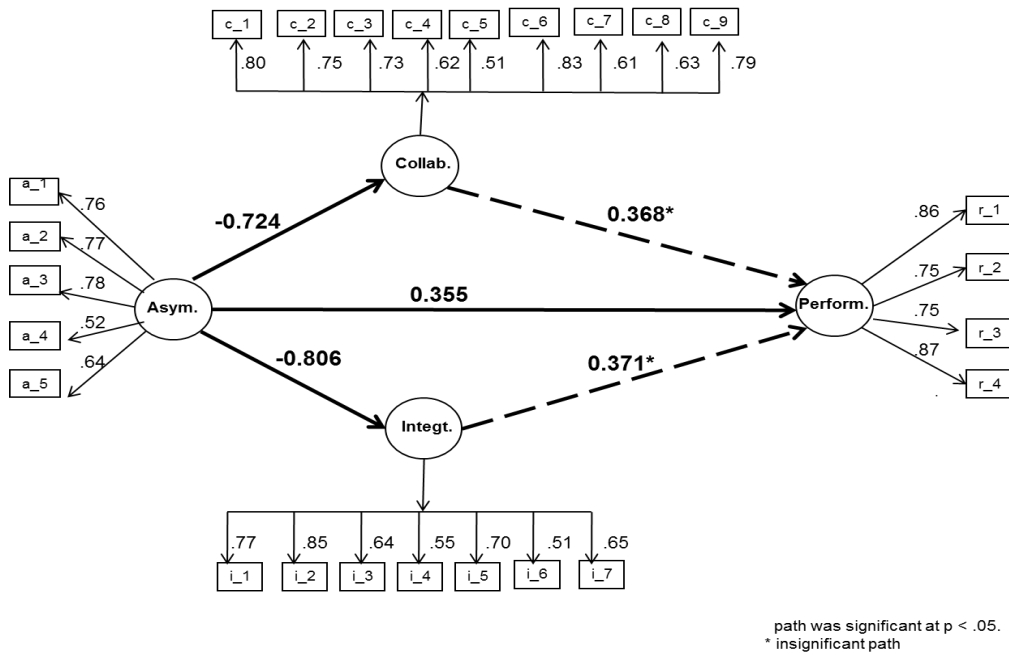 c_1 c_2 c_3 c_4 c_5 c_6 c_7 c_8 c_9
.80 .75 .73 .62 .51 .83 .61 .63 .79
Collab.
a_1
.76
a_2
.77
a_3
.78
a_4
.52
a_5
.64
Asym.
-0.724
0.368*
0.355
-0.806
0.371*
Perform.
.86
r_1
.75
r_2
.75
r_3
.87
r_4
.
Integt.
.77 .85 .64 .55 .70 .51 .65
i_1 i_2 i_3 i_4 i_5 i_6 i_7
path was significant at p < .05.
* insignificant path